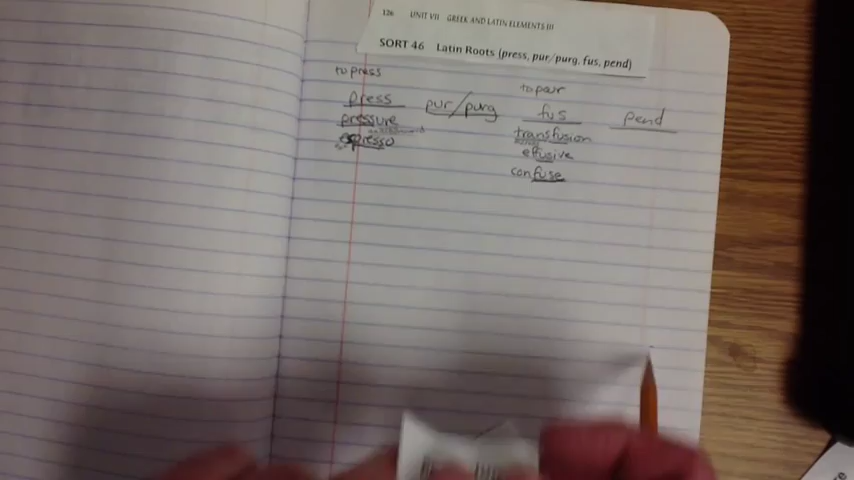 126 UNIT VII GREEK AND LATIN ELEMENTS III
SORT 46 Latin Roots (press, pur/purg, fus, pend)
to press
to pour
press
pur/purg
fus
pend
pressure
transfusion
espresso
effusive
confuse